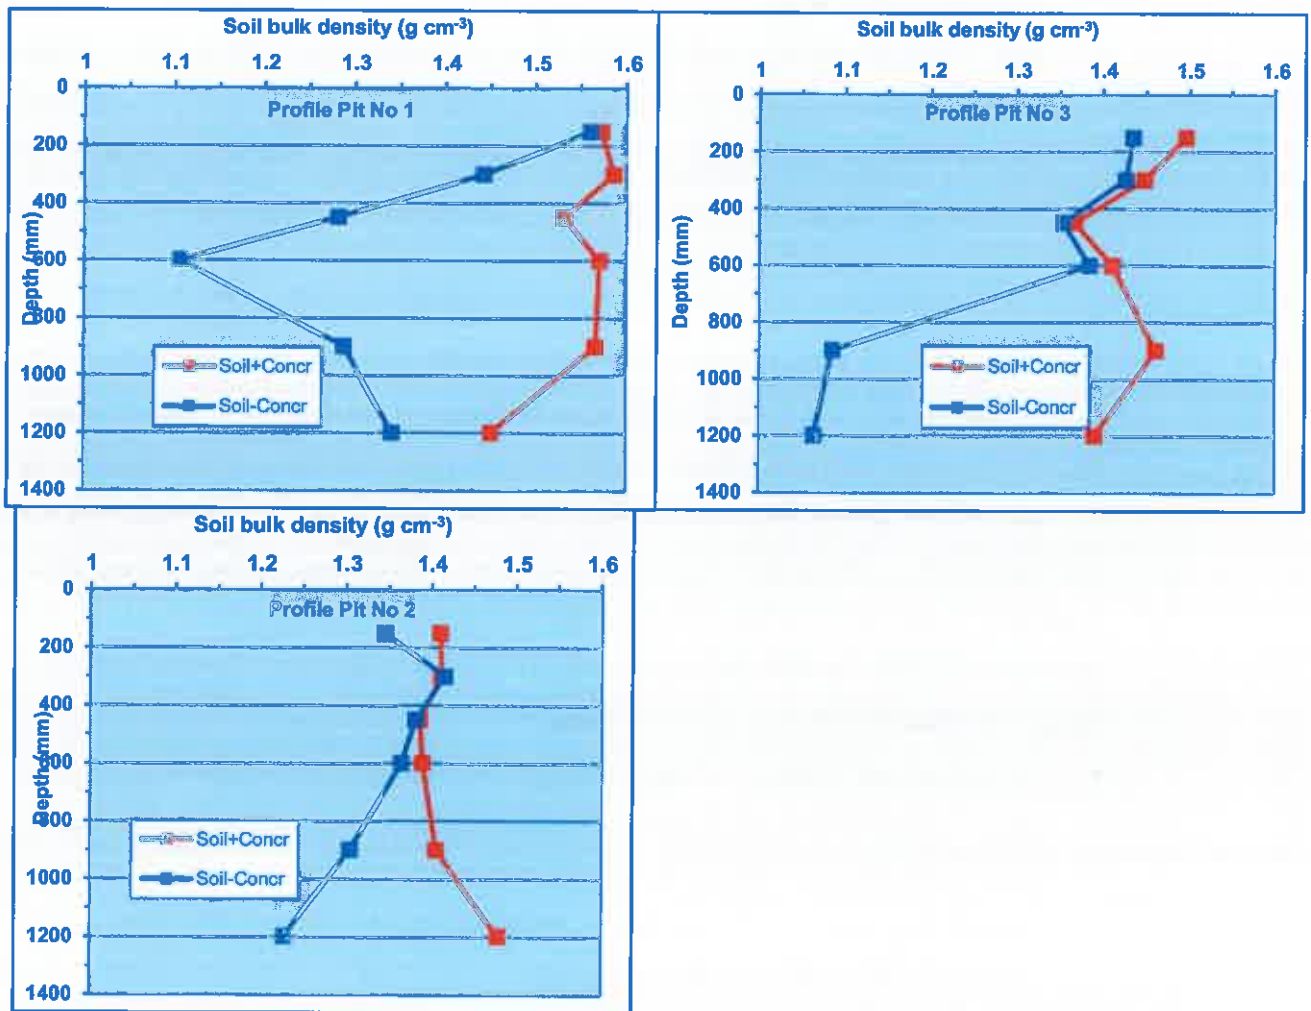 Soil bulk density (g cm-3)
1 1.1 1.2 1.3 1.4 1.5 1.6
Profile Pit No 1
0
200
400
600
800
1000
1200
1400
Depth (mm)
Soil+Concr
Soil-Concr
Soil bulk density (g cm-3)
1 1.1 1.2 1.3 1.4 1.5 1.6
Profile Pit No 3
0
200
400
600
800
1000
1200
1400
Depth (mm)
Soil+Concr
Soil-Concr
Soil bulk density (g cm-3)
1 1.1 1.2 1.3 1.4 1.5 1.6
Profile Pit No 2
0
200
400
600
800
1000
1200
1400
Depth (mm)
Soil+Concr
Soil-Concr